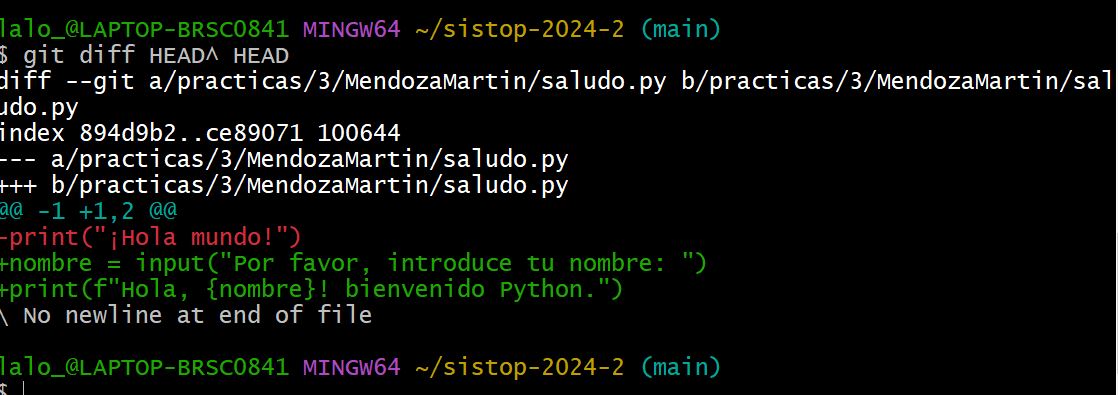 lalo_@LAPTOP-BRSC0841 MINGW64 ~/sistop-2024-2 (main)
$ git diff HEAD^ HEAD
diff --git a/practicas/3/MendozaMartin/saludo.py b/practicas/3/MendozaMartin/sal
udo.py
index 894d9b2..ce89071 100644
--- a/practicas/3/MendozaMartin/saludo.py
+++ b/practicas/3/MendozaMartin/saludo.py
@@ -1 +1,2 @@
-print("¡Hola mundo!")
+nombre = input("Por favor, introduce tu nombre: ")
+print(f"Hola, {nombre}! bienvenido Python.")
\ No newline at end of file
lalo_@LAPTOP-BRSC0841 MINGW64 ~/sistop-2024-2 (main)
$